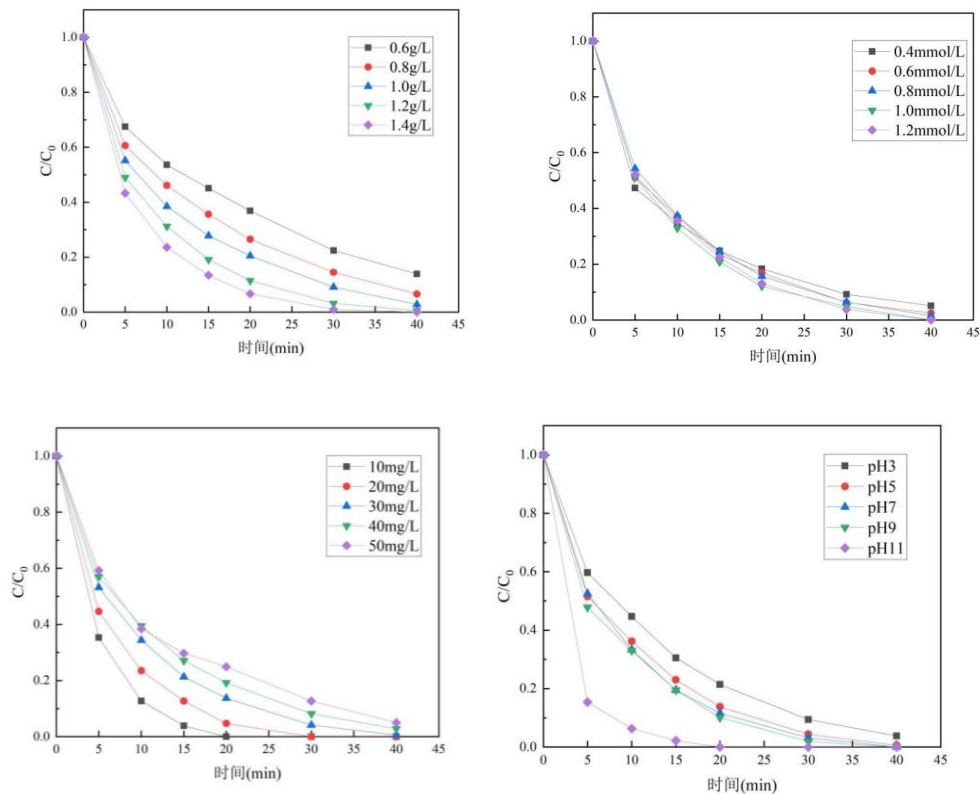 1.0
0.8
0.6
0.4
0.2
0.0
C/C₀
0 5 10 15 20 25 30 35 40 45
时间(min)
0.6g/L
0.8g/L
1.0g/L
1.2g/L
1.4g/L
1.0
0.8
0.6
0.4
0.2
0.0
C/C₀
0 5 10 15 20 25 30 35 40 45
时间(min)
0.4mmol/L
0.6mmol/L
0.8mmol/L
1.0mmol/L
1.2mmol/L
1.0
0.8
0.6
0.4
0.2
0.0
C/C₀
0 5 10 15 20 25 30 35 40 45
时间(min)
10mg/L
20mg/L
30mg/L
40mg/L
50mg/L
1.0
0.8
0.6
0.4
0.2
0.0
C/C₀
0 5 10 15 20 25 30 35 40 45
时间(min)
pH3
pH5
pH7
pH9
pH11